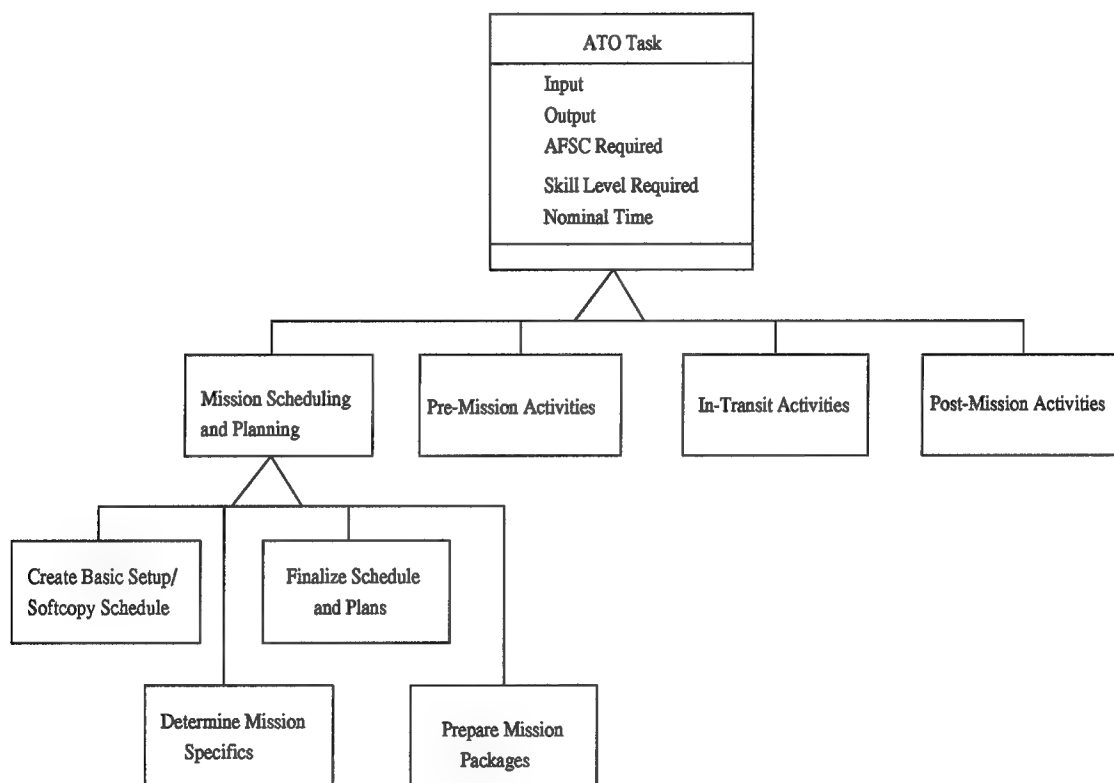 ATO Task
Input
Output
AFSC Required
Skill Level Required
Nominal Time
Mission Scheduling
and Planning
Pre-Mission Activities
In-Transit Activities
Post-Mission Activities
Create Basic Setup/
Softcopy Schedule
Finalize Schedule
and Plans
Determine Mission
Specifics
Prepare Mission
Packages